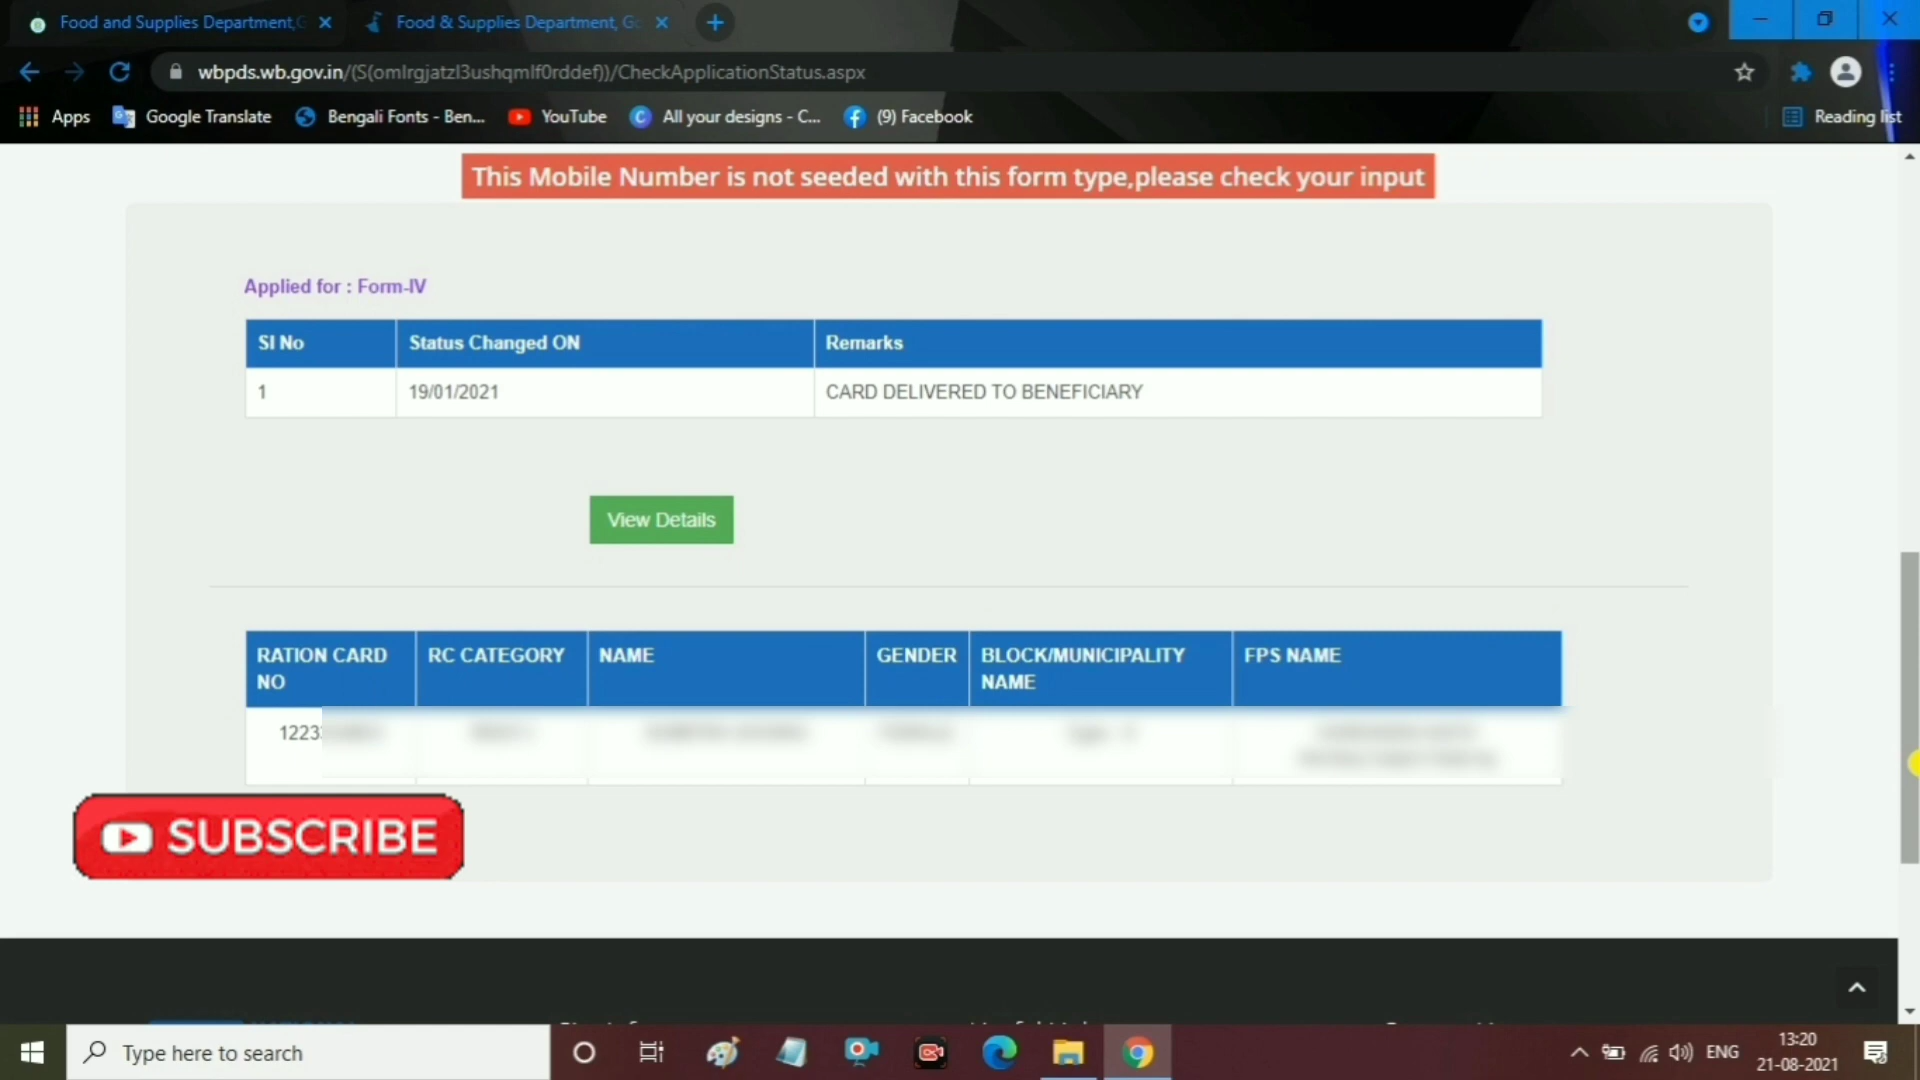 Food and Supplies Department,G
Food & Supplies Department, Go
wbpds.wb.gov.in/(S(omlrgjatzl3ushqmlf0rddef))/CheckApplicationStatus.aspx
Apps
Google Translate
Bengali Fonts - Ben...
YouTube
All your designs - C...
(9) Facebook
Reading list
This Mobile Number is not seeded with this form type,please check your input
Applied for : Form-IV
SI No Status Changed ON Remarks
1 19/01/2021 CARD DELIVERED TO BENEFICIARY
View Details
RATION CARD NO RC CATEGORY NAME GENDER BLOCK/MUNICIPALITY NAME FPS NAME
1223
SUBSCRIBE
Type here to search
ENG
13:20
21-08-2021